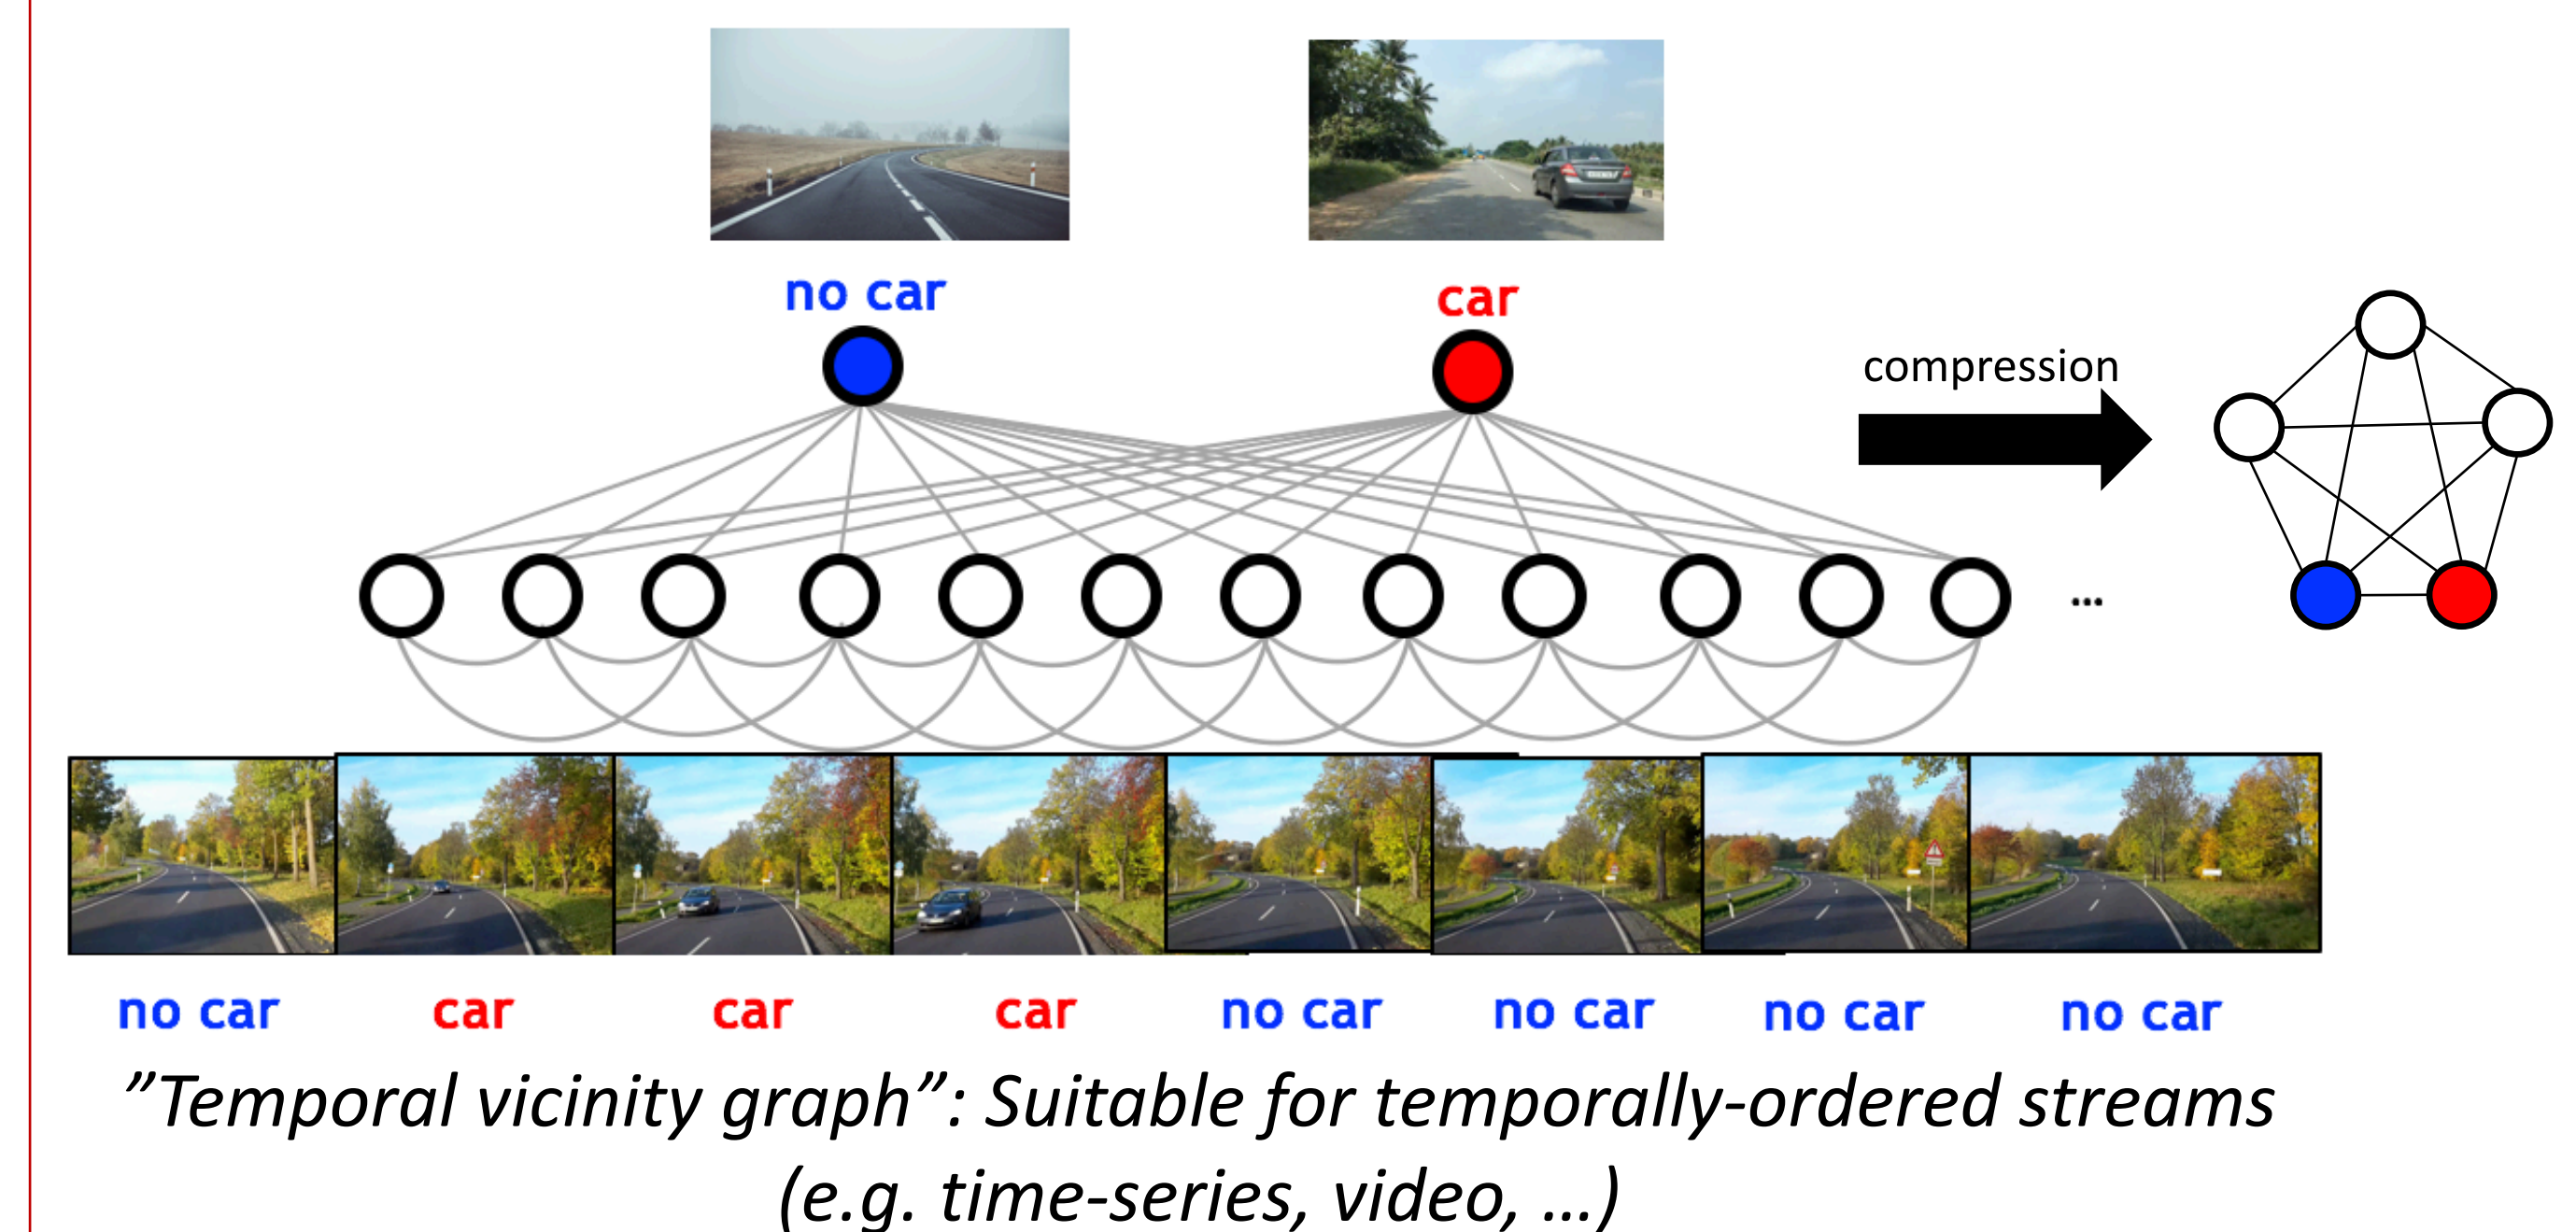 no car
car
compression
...
no car
car
car
car
no car
no car
no car
no car
”Temporal vicinity graph”: Suitable for temporally-ordered streams
(e.g. time-series, video, ...)